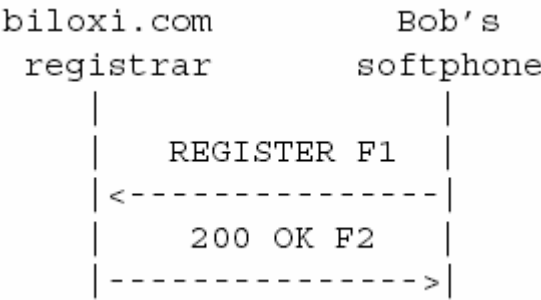 biloxi.com Bob's
registrar softphone
REGISTER F1
200 OK F2